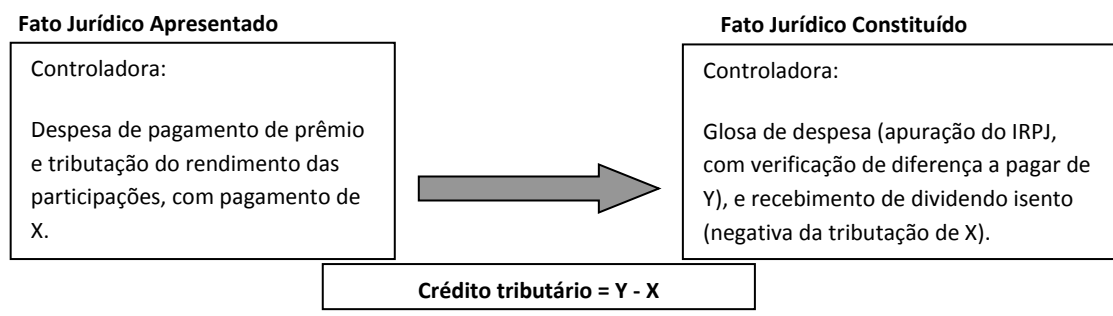 Fato Jurídico Apresentado
Controladora:
Despesa de pagamento de prêmio
e tributação do rendimento das
participações, com pagamento de
X.
Fato Jurídico Constituído
Controladora:
Glosa de despesa (apuração do IRPJ,
com verificação de diferença a pagar de
Y), e recebimento de dividendo isento
(negativa da tributação de X).
Crédito tributário = Y - X